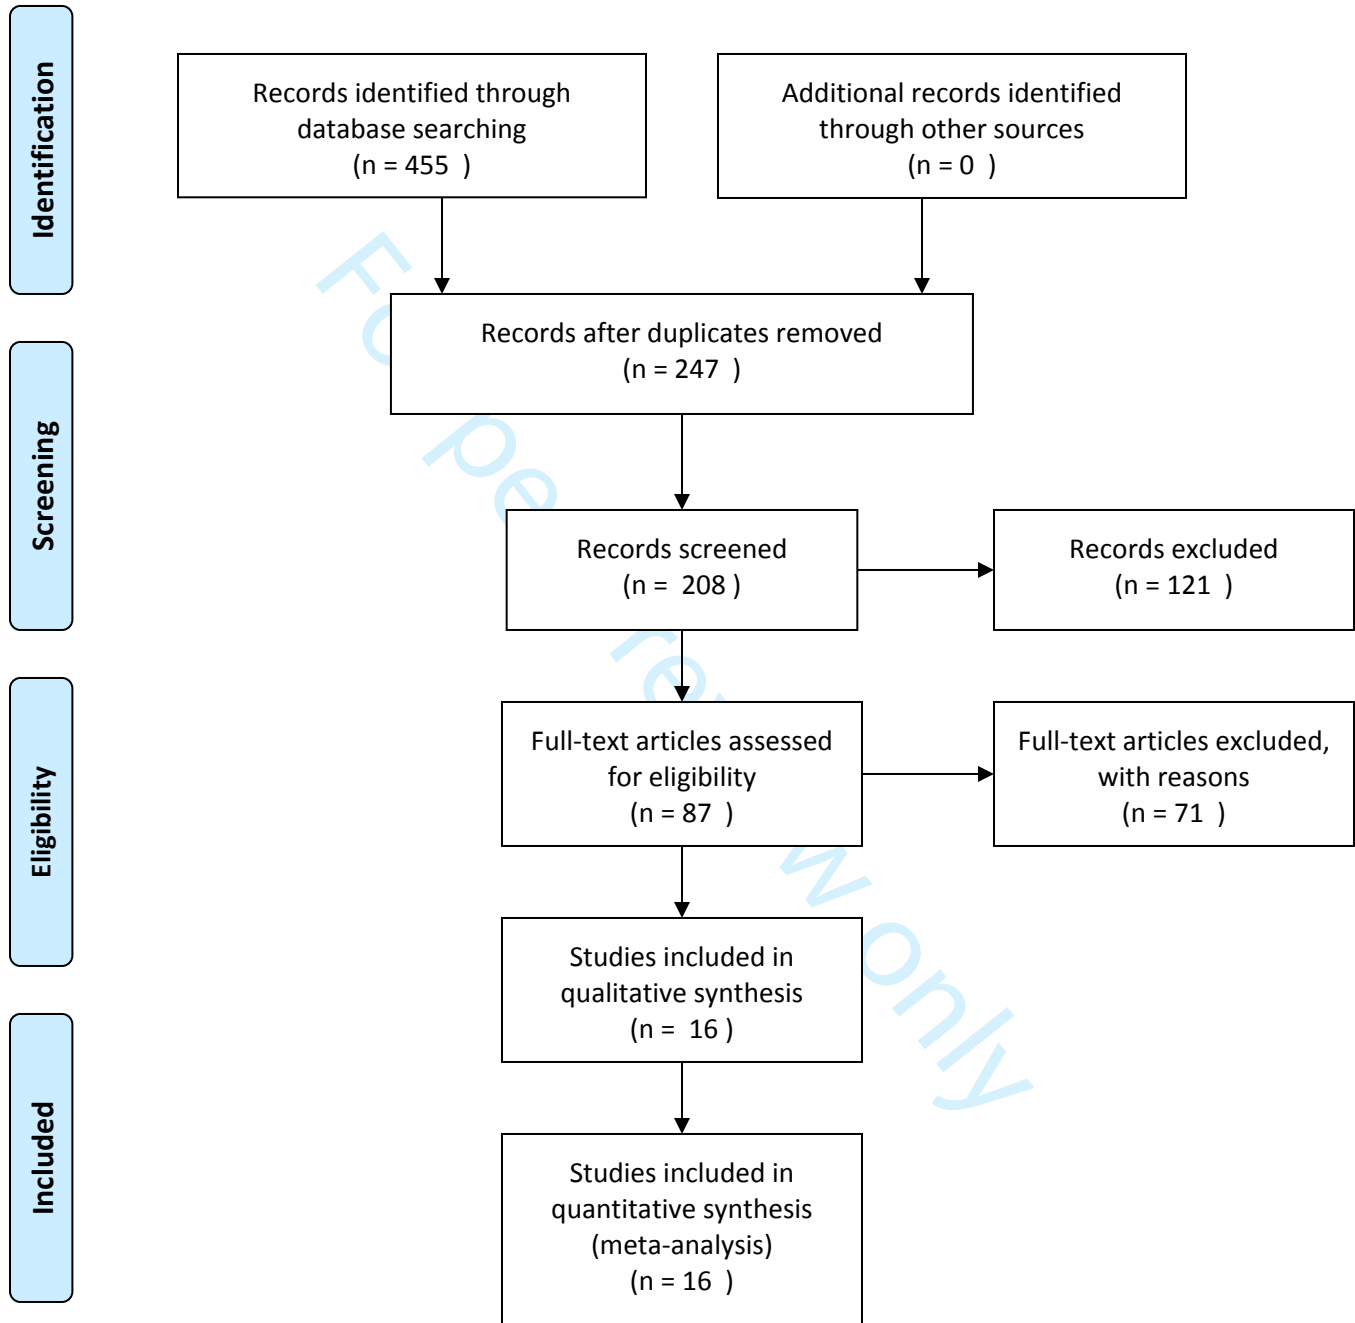 Identification
Records identified through
database searching
(n = 455 )
Additional records identified
through other sources
(n = 0 )
Records after duplicates removed
(n = 247 )
Screening
Records screened
(n = 208 )
Records excluded
(n = 121 )
Eligibility
Full-text articles assessed
for eligibility
(n = 87 )
Full-text articles excluded,
with reasons
(n = 71 )
Studies included in
qualitative synthesis
(n = 16 )
Included
Studies included in
quantitative synthesis
(meta-analysis)
(n = 16 )
only